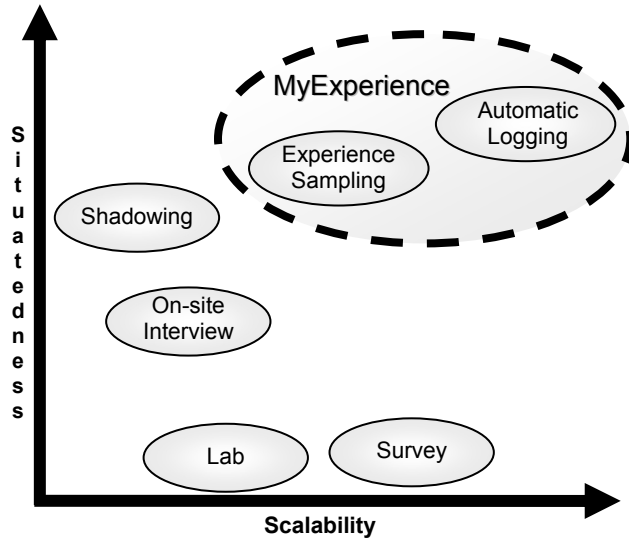 Situatedness
MyExperience
Automatic
Logging
Experience
Sampling
Shadowing
On-site
Interview
Lab
Survey
Scalability